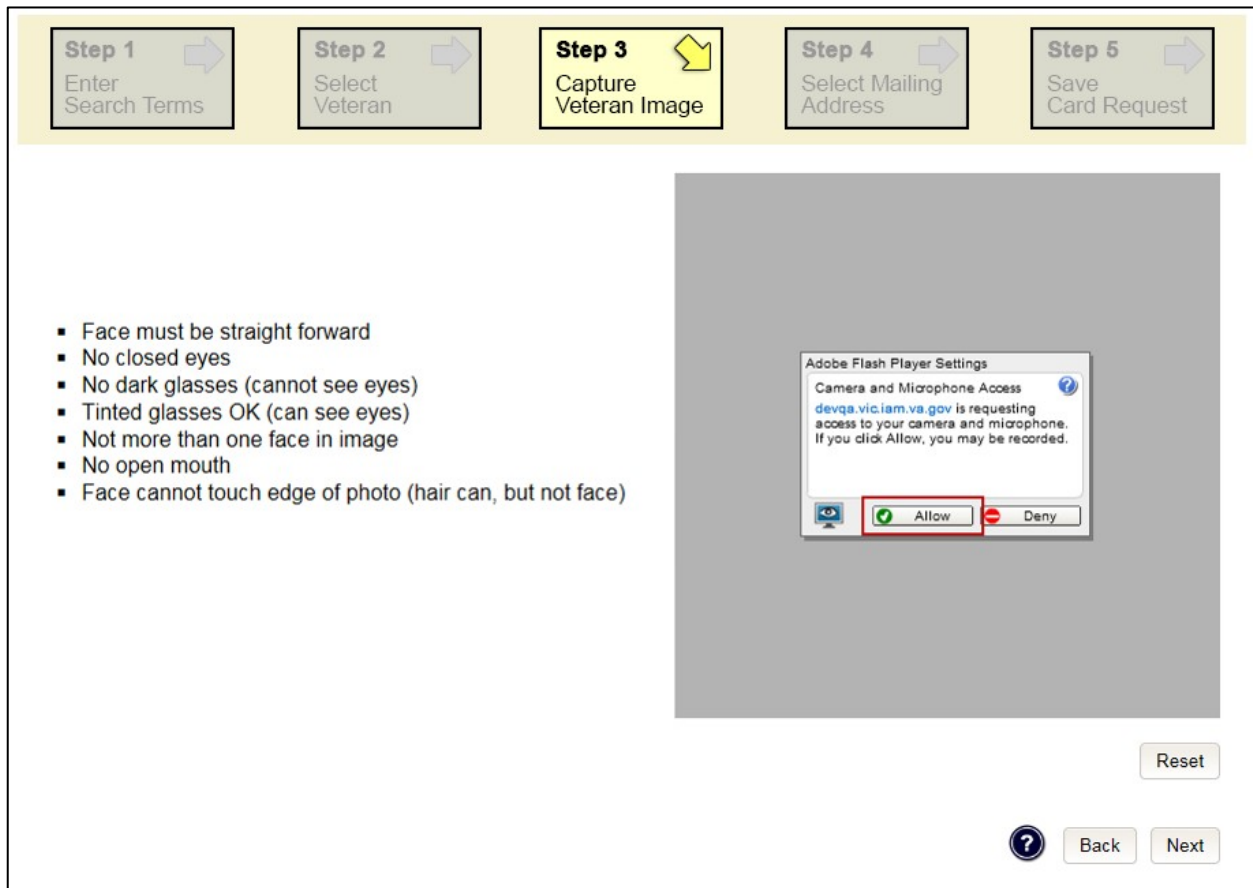 Step 1
Enter
Search Terms
Step 2
Select
Veteran
Step 3
Capture
Veteran Image
Step 4
Select Mailing
Address
Step 5
Save
Card Request
▪ Face must be straight forward
▪ No closed eyes
▪ No dark glasses (cannot see eyes)
▪ Tinted glasses OK (can see eyes)
▪ Not more than one face in image
▪ No open mouth
▪ Face cannot touch edge of photo (hair can, but not face)
Adobe Flash Player Settings
Camera and Microphone Access
?
devqa.vic.iam.va.gov is requesting
access to your camera and microphone.
If you click Allow, you may be recorded.
Allow
Deny
Reset
?
Back
Next